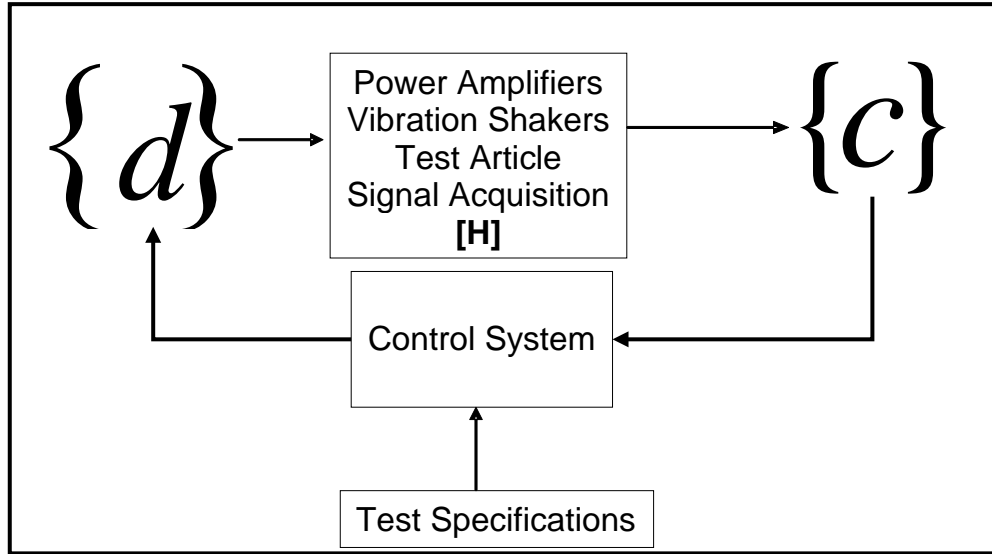 {d}
Power Amplifiers
Vibration Shakers
Test Article
Signal Acquisition
[H]
{c}
Control System
Test Specifications